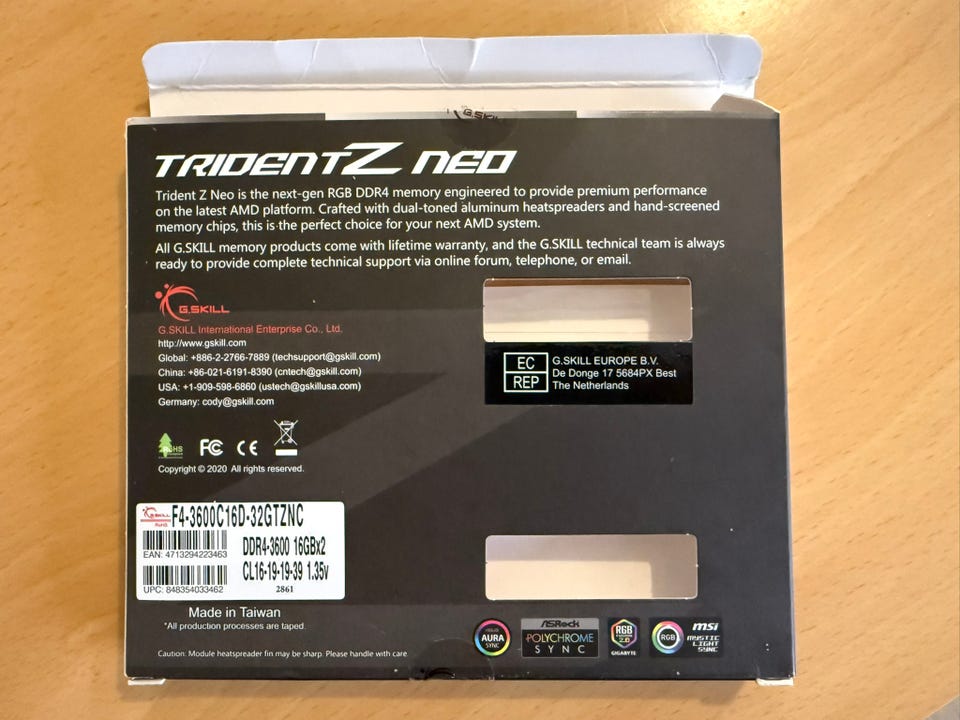 G.SKILL
TRIDENTZ NEO
Trident Z Neo is the next-gen RGB DDR4 memory engineered to provide premium performance
on the latest AMD platform. Crafted with dual-toned aluminum heatspreaders and hand-screened
memory chips, this is the perfect choice for your next AMD system.
All G.SKILL memory products come with lifetime warranty, and the G.SKILL technical team is always
ready to provide complete technical support via online forum, telephone, or email.
G.SKILL
G.SKILL International Enterprise Co., Ltd.
http://www.gskill.com
Global: +886-2-2766-7889 (techsupport@gskill.com)
China: +86-021-6191-8390 (cntech@gskill.com)
USA: +1-909-598-6860 (ustech@gskillusa.com)
Germany: cody@gskill.com
EC
REP
G.SKILL EUROPE B.V.
De Donge 17 5684PX Best
The Netherlands
RoHS FC CE
Copyright © 2020 All rights reserved.
G.SKILL
RoHS
F4-3600C16D-32GTZNC
DDR4-3600 16GBx2
CL16-19-19-39 1.35v
EAN: 4713294223463
UPC: 848354033462
2861
Made in Taiwan
*All production processes are taped.
Caution: Module heatspreader fin may be sharp. Please handle with care.
ASUS
AURA
SYNC
ASRock
POLYCHROME
SYNC
RGB
FUSION
2.0
GIGABYTE
RGB
msi
MYSTIC
LIGHT
SYNC